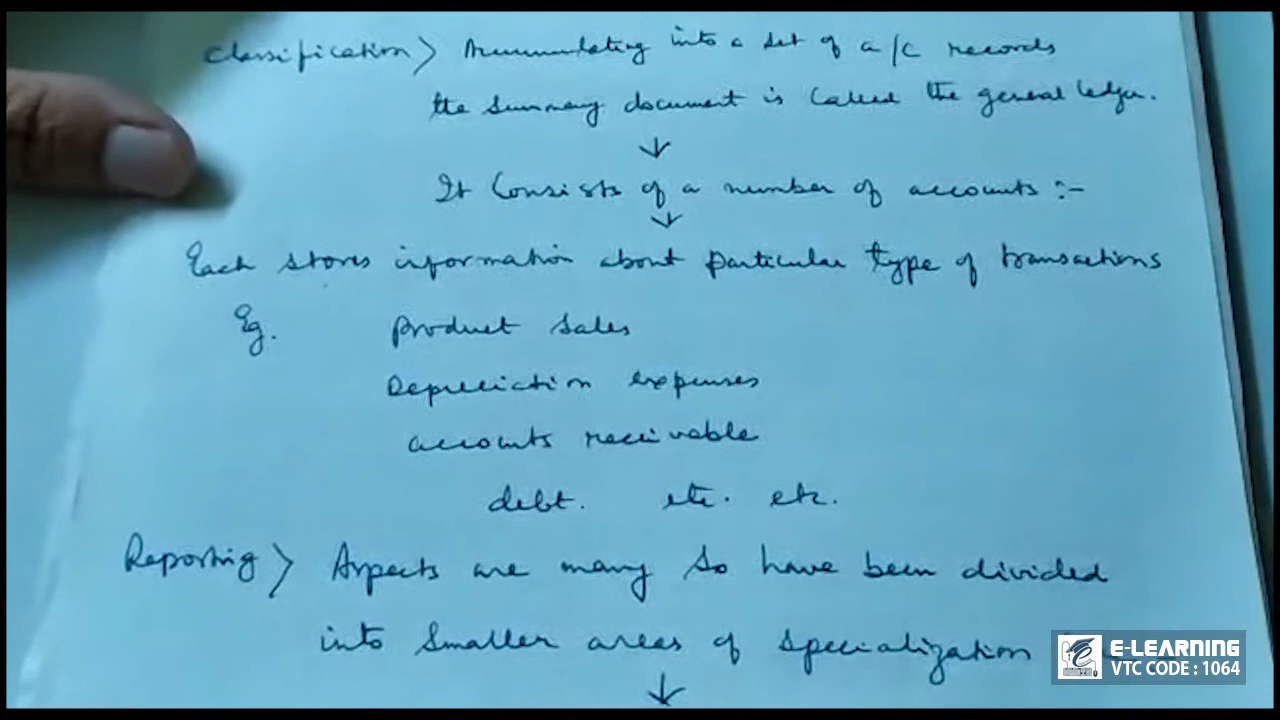 Classification > Accumulating into a set of a/c records
the summary document is called the general ledger.
↓
It Consists of a number of accounts :-
↓
Each stores information about particular type of transactions
Eg. Product sales
Depreciation expenses
accounts receivable
debt. etc. etc.
Reporting > Aspects are many so have been divided
into smaller areas of specialization
↓
E-LEARNING
VTC CODE : 1064